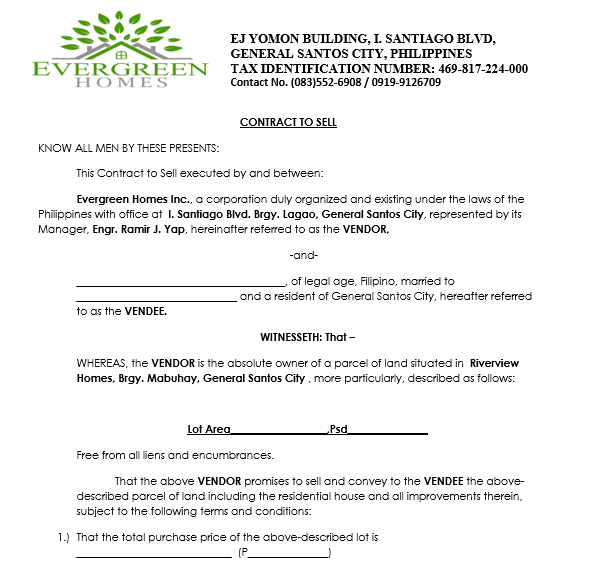 EVERGREEN
HOMES
EJ YOMON BUILDING, I. SANTIAGO BLVD,
GENERAL SANTOS CITY, PHILIPPINES
TAX IDENTIFICATION NUMBER: 469-817-224-000
Contact No. (083)552-6908 / 0919-9126709
CONTRACT TO SELL
KNOW ALL MEN BY THESE PRESENTS:
This Contract to Sell executed by and between:
Evergreen Homes Inc., a corporation duly organized and existing under the laws of the
Philippines with office at I. Santiago Blvd. Brgy. Lagao, General Santos City, represented by its
Manager, Engr. Ramir J. Yap, hereinafter referred to as the VENDOR,
-and-
___________________________________, of legal age, Filipino, married to
___________________________ and a resident of General Santos City, hereafter referred
to as the VENDEE.
WITNESSETH: That –
WHEREAS, the VENDOR is the absolute owner of a parcel of land situated in Riverview
Homes, Brgy. Mabuhay, General Santos City , more particularly, described as follows:
Lot Area________________,Psd_____________
Free from all liens and encumbrances.
That the above VENDOR promises to sell and convey to the VENDEE the above-
described parcel of land including the residential house and all improvements therein,
subject to the following terms and conditions:
1.) That the total purchase price of the above-described lot is
__________________________ (P_____________)